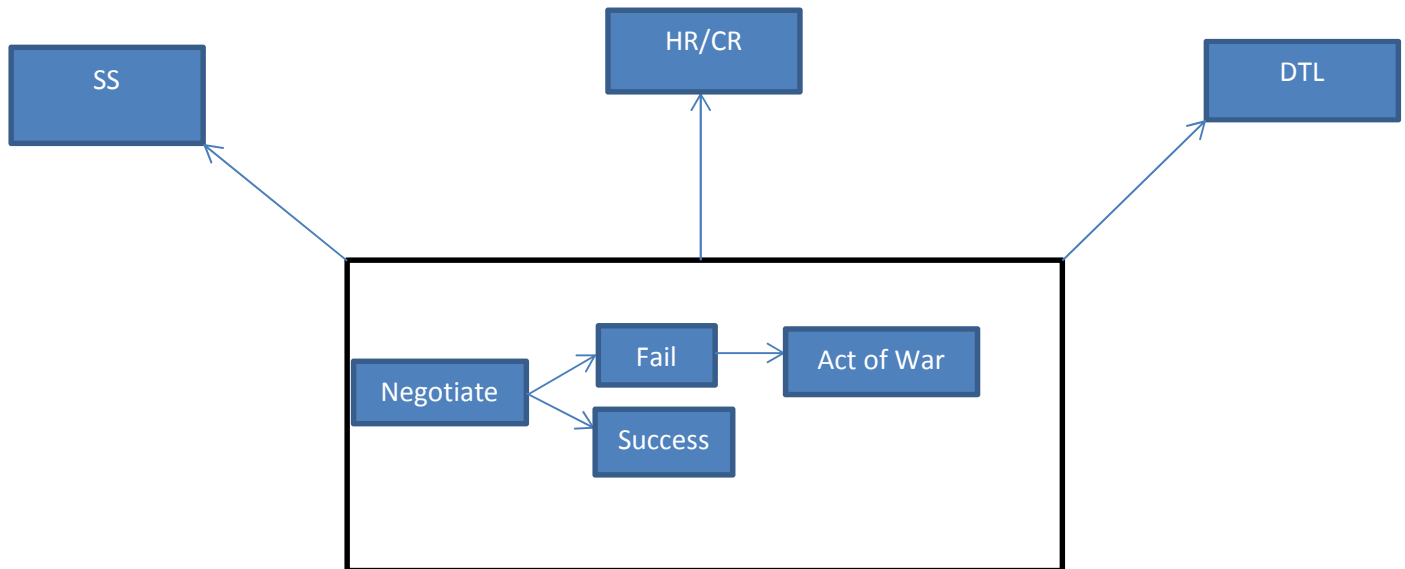 SS
HR/CR
DTL
Negotiate
Fail
Act of War
Success